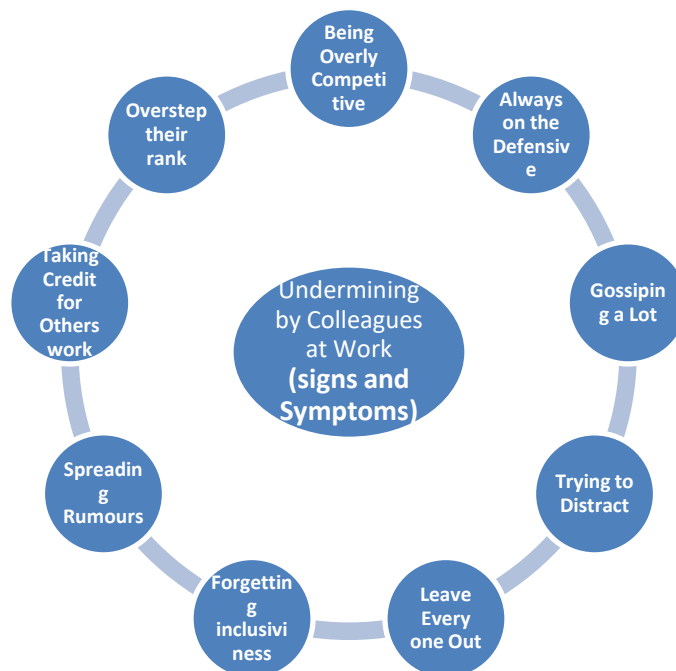 Being
Overly
Competi
tive
Always
on the
Defensiv
e
Gossipin
g a Lot
Trying to
Distract
Leave
Every
one Out
Forgettin
g
inclusivi
ness
Spreadin
g
Rumours
Taking
Credit
for
Others
work
Overstep
their
rank
Undermining
by Colleagues
at Work
(signs and
Symptoms)